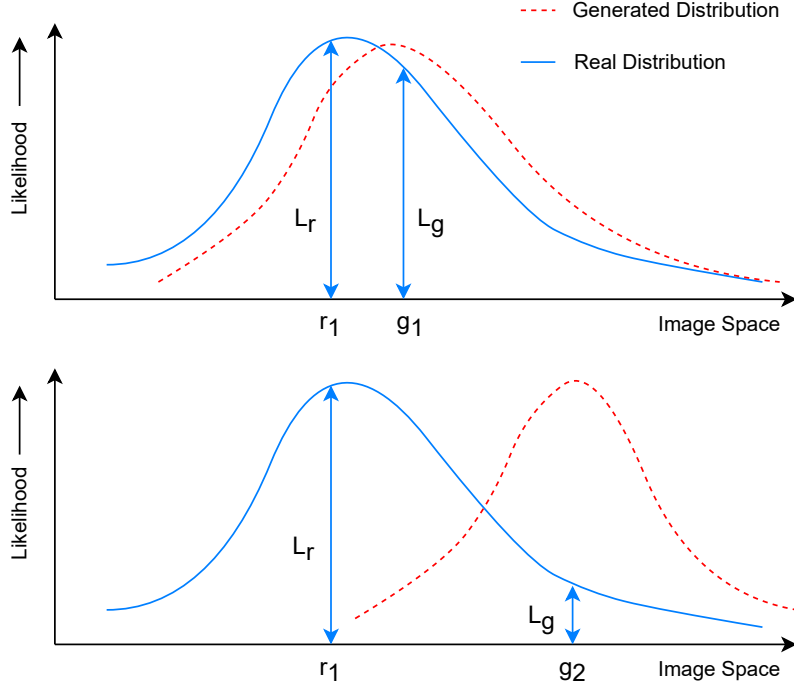 Generated Distribution
Real Distribution
Likelihood
Lr
Lg
r1
g1
Image Space
Likelihood
Lr
Lg
r1
g2
Image Space